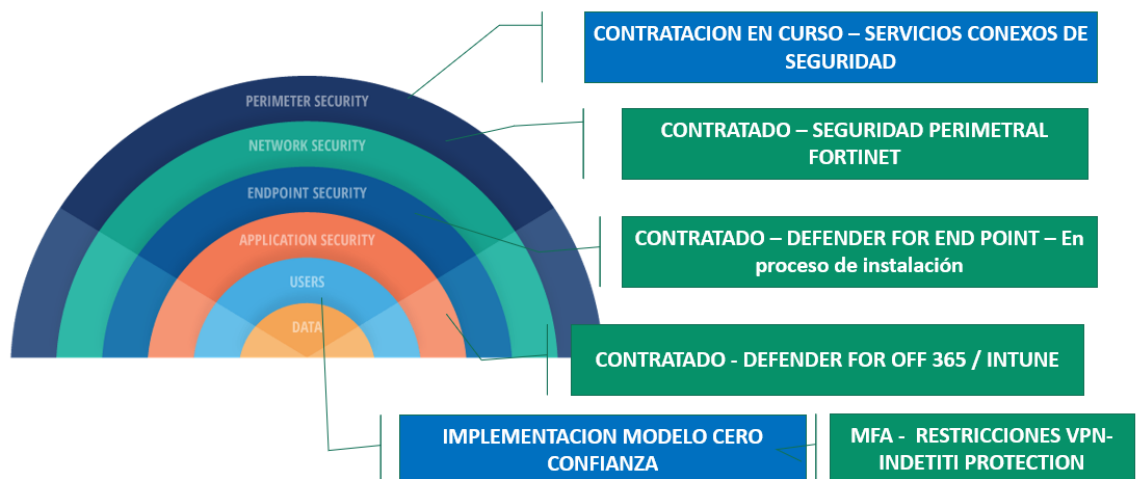 CONTRATACION EN CURSO – SERVICIOS CONEXOS DE
SEGURIDAD
PERIMETER SECURITY
NETWORK SECURITY
ENDPOINT SECURITY
APPLICATION SECURITY
USERS
DATA
CONTRATADO – SEGURIDAD PERIMETRAL
FORTINET
CONTRATADO – DEFENDER FOR END POINT – En
proceso de instalación
CONTRATADO - DEFENDER FOR OFF 365 / INTUNE
IMPLEMENTACION MODELO CERO
CONFIANZA
MFA - RESTRICCIONES VPN-
INDETITI PROTECTION